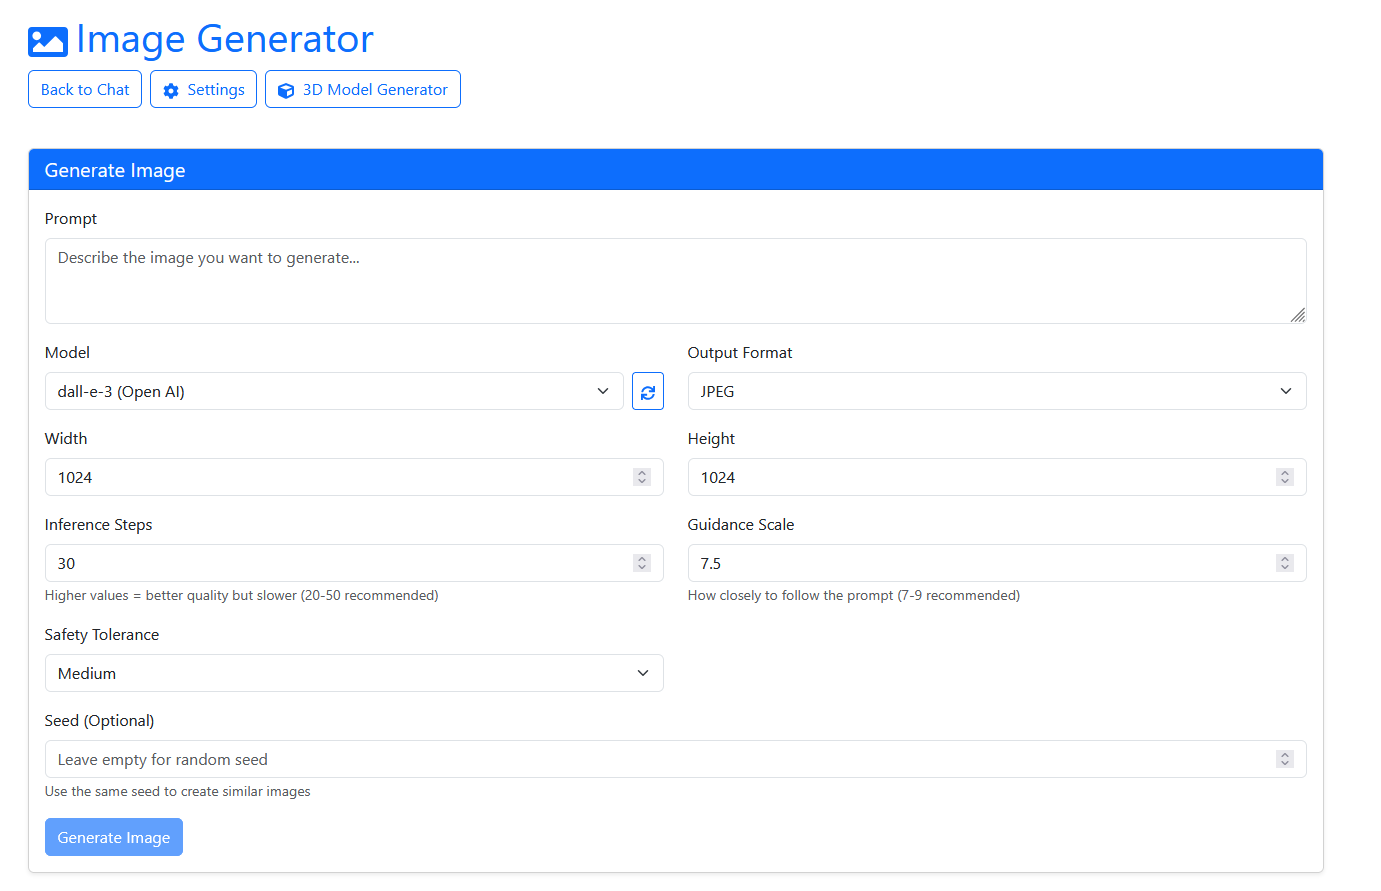 Image Generator
Back to Chat Settings 3D Model Generator
Generate Image
Prompt
Describe the image you want to generate...
Model Output Format
dall-e-3 (Open AI) JPEG
Width Height
1024 1024
Inference Steps Guidance Scale
30 7.5
Higher values = better quality but slower (20-50 recommended) How closely to follow the prompt (7-9 recommended)
Safety Tolerance
Medium
Seed (Optional)
Leave empty for random seed
Use the same seed to create similar images
Generate Image